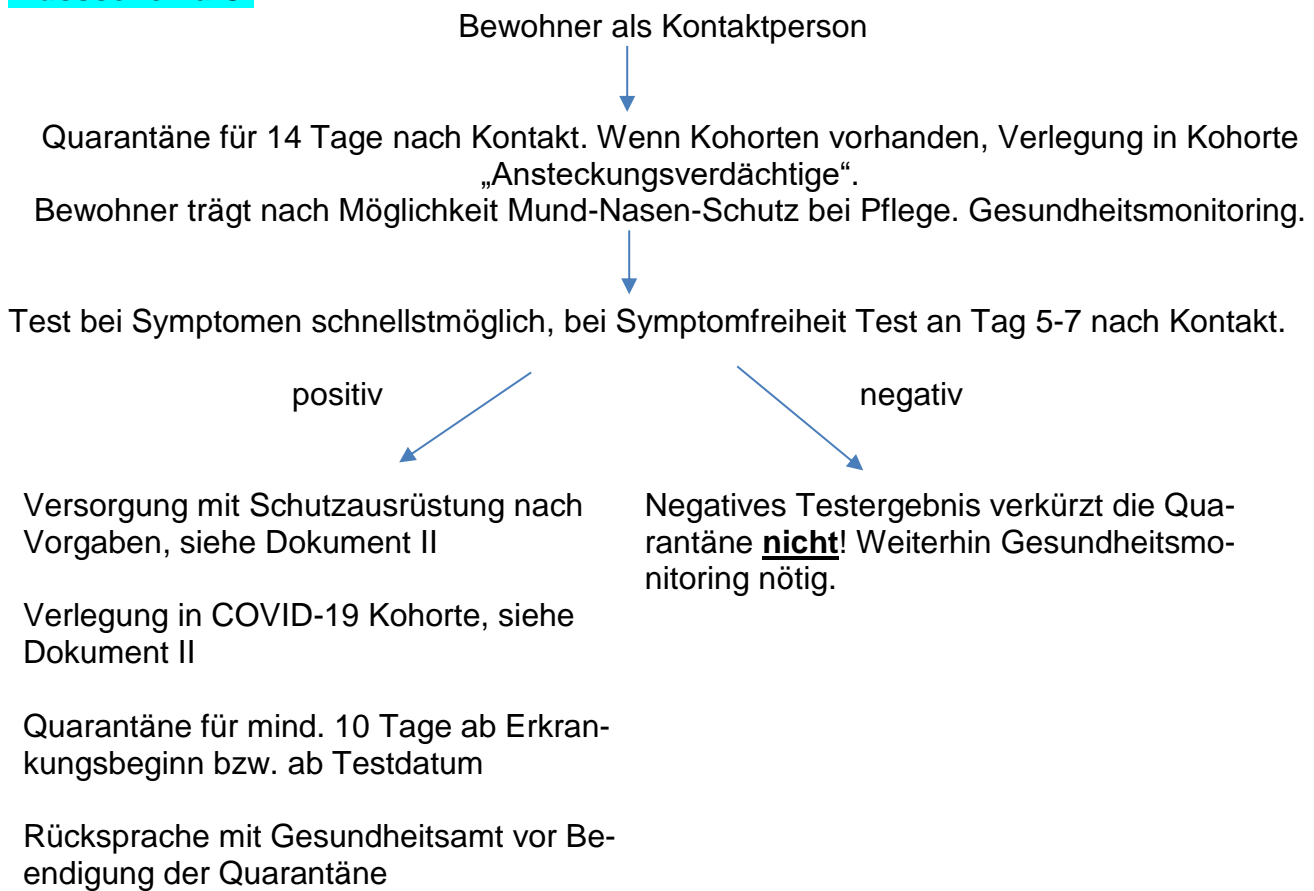 Bewohner als Kontaktperson
Quarantäne für 14 Tage nach Kontakt. Wenn Kohorten vorhanden, Verlegung in Kohorte
„Ansteckungsverdächtige“.
Bewohner trägt nach Möglichkeit Mund-Nasen-Schutz bei Pflege. Gesundheitsmonitoring.
Test bei Symptomen schnellstmöglich, bei Symptomfreiheit Test an Tag 5-7 nach Kontakt.
positiv
negativ
Versorgung mit Schutzausrüstung nach
Vorgaben, siehe Dokument II
Verlegung in COVID-19 Kohorte, siehe
Dokument II
Quarantäne für mind. 10 Tage ab Erkran-
kungsbeginn bzw. ab Testdatum
Rücksprache mit Gesundheitsamt vor Be-
endigung der Quarantäne
Negatives Testergebnis verkürzt die Qua-
rantäne nicht! Weiterhin Gesundheitsmo-
nitoring nötig.